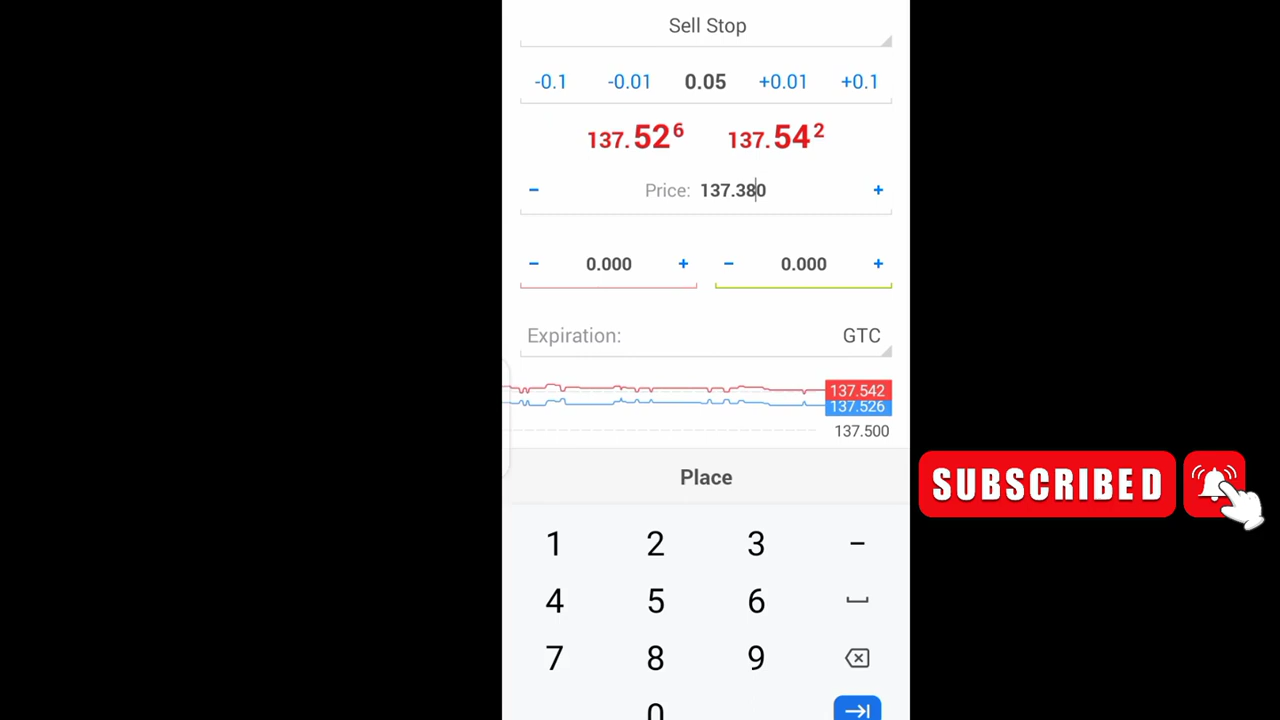 Sell Stop
-0.1 -0.01 0.05 +0.01 +0.1
137.526 137.542
- Price: 137.380 +
- 0.000 + - 0.000 +
Expiration: GTC
137.542
137.526
137.500
Place
SUBSCRIBED
1 2 3 -
4 5 6
7 8 9
0